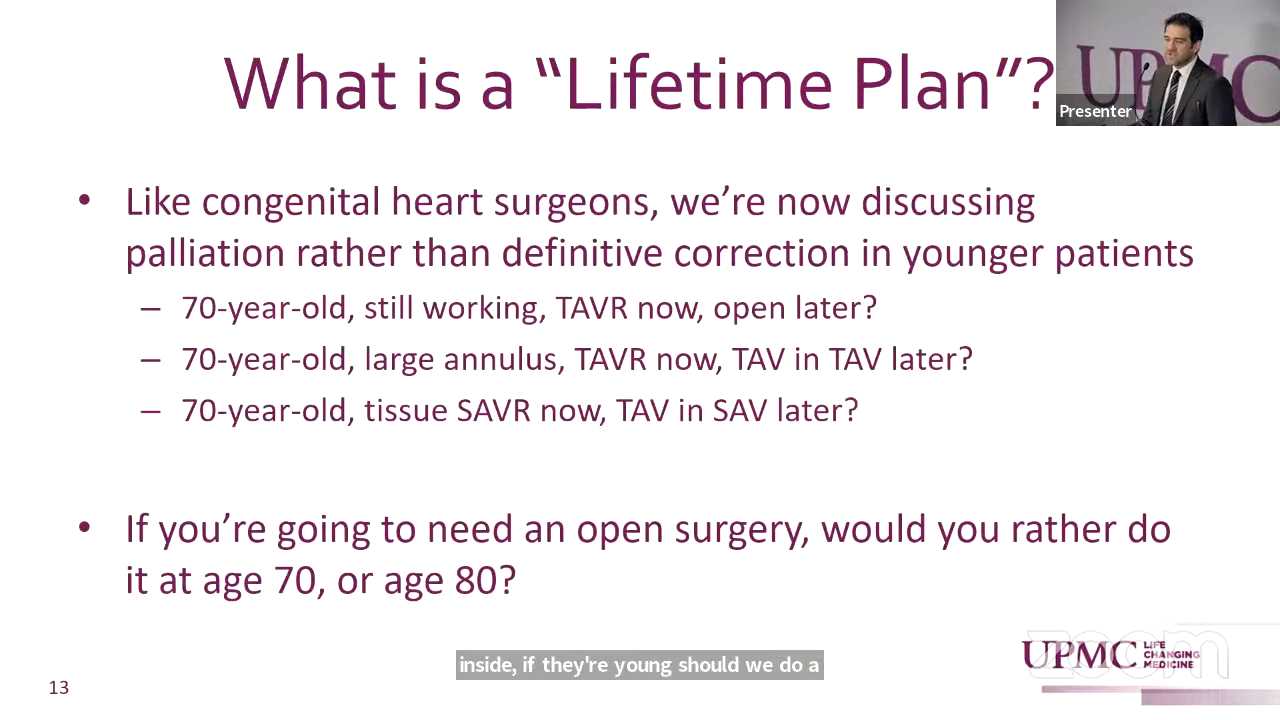 What is a “Lifetime Plan”?
UPMC
Presenter
• Like congenital heart surgeons, we’re now discussing
palliation rather than definitive correction in younger patients
– 70-year-old, still working, TAVR now, open later?
– 70-year-old, large annulus, TAVR now, TAV in TAV later?
– 70-year-old, tissue SAVR now, TAV in SAV later?
• If you’re going to need an open surgery, would you rather do
it at age 70, or age 80?
inside, if they're young should we do a
zoom
UPMC
LIFE
CHANGING
MEDICINE
13